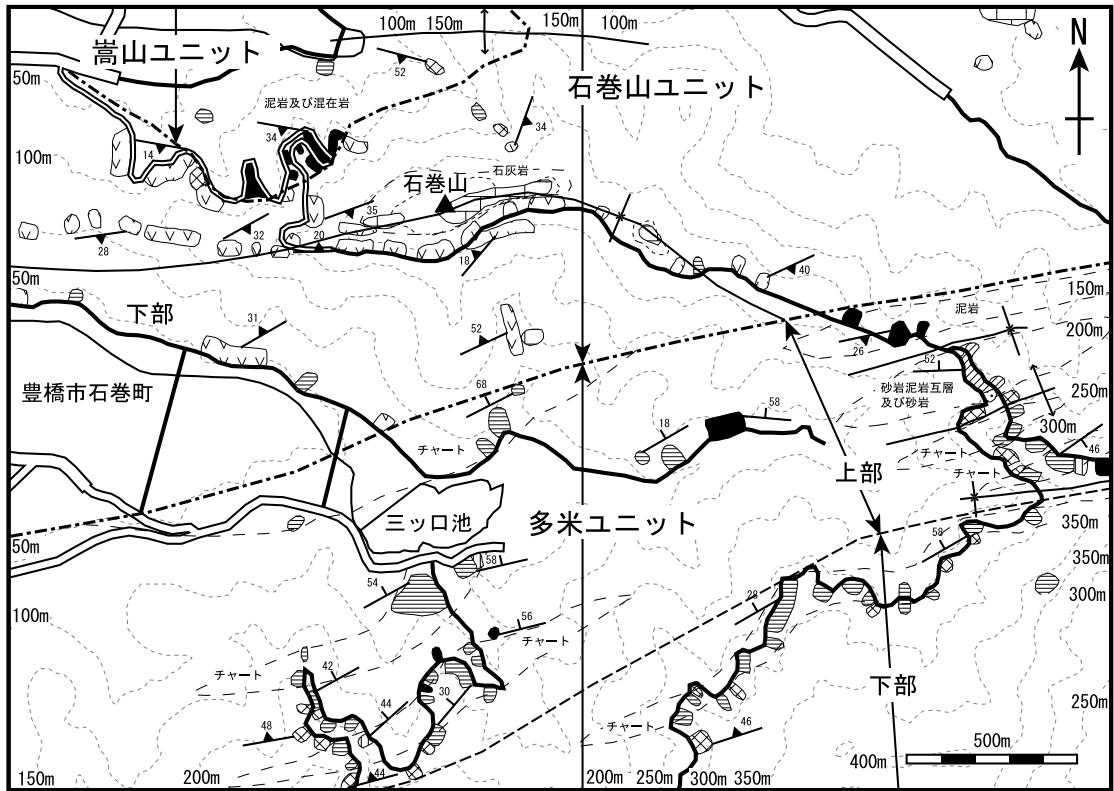 100m 150m 150m 100m
嵩山ユニット
N
52
50m
石巻山ユニット
泥岩及び混在岩
34
34
14
100m
石灰岩
石巻山
35
32
20
28
18
40
50m
150m
下部
31
泥岩
52
200m
26
52
豊橋市石巻町
砂岩泥岩互層
及び砂岩
250m
68
58
18
300m
チャート
チャート
チャート
46
上部
三ッ口池
多米ユニット
350m
50m
58
58
350m
54
28
300m
100m
56
チャート
42
チャート
下部
30
44
250m
48
チャート
46
500m
400m
44
150m 200m 200m 250m 300m 350m